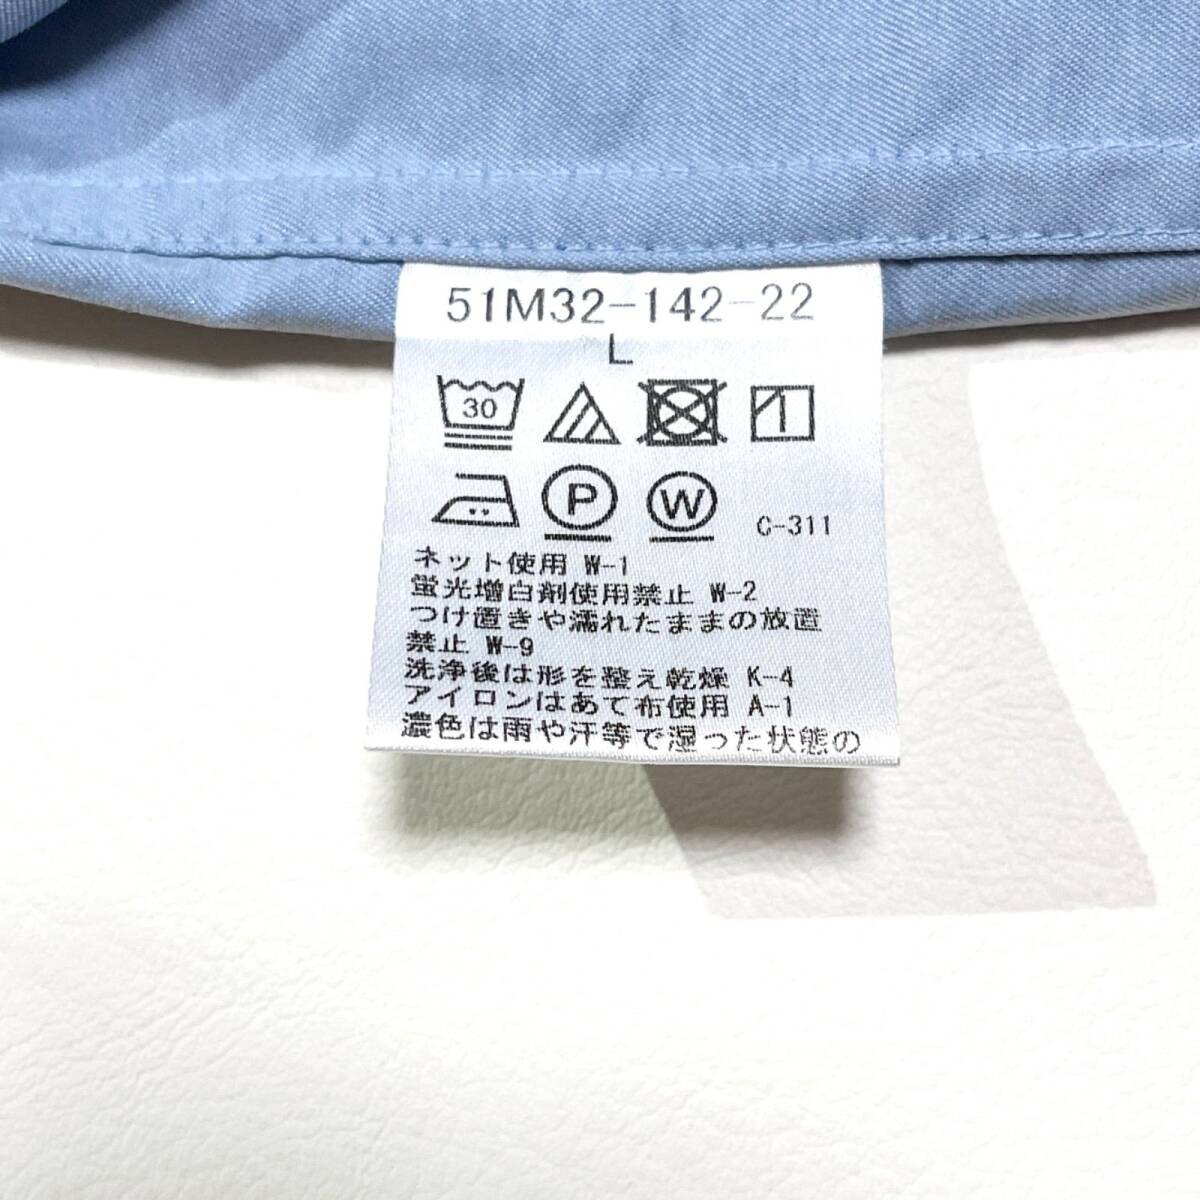 51M32-142-22
L
30
P W C-311
ネット使用 W-1
蛍光増白剤使用禁止 W-2
つけ置きや濡れたままの放置
禁止 W-9
洗浄後は形を整え乾燥 K-4
アイロンはあて布使用 A-1
濃色は雨や汗等で湿った状態の